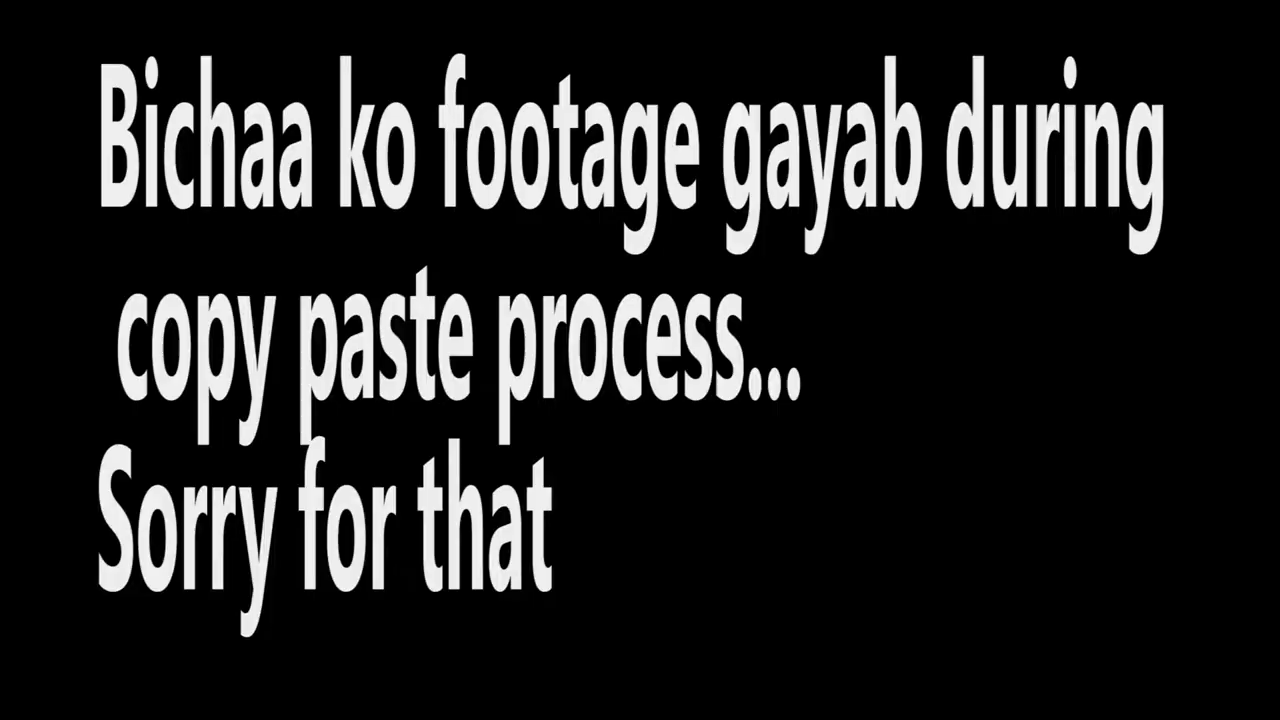 Bichaa ko footage gayab during
copy paste process...
Sorry for that